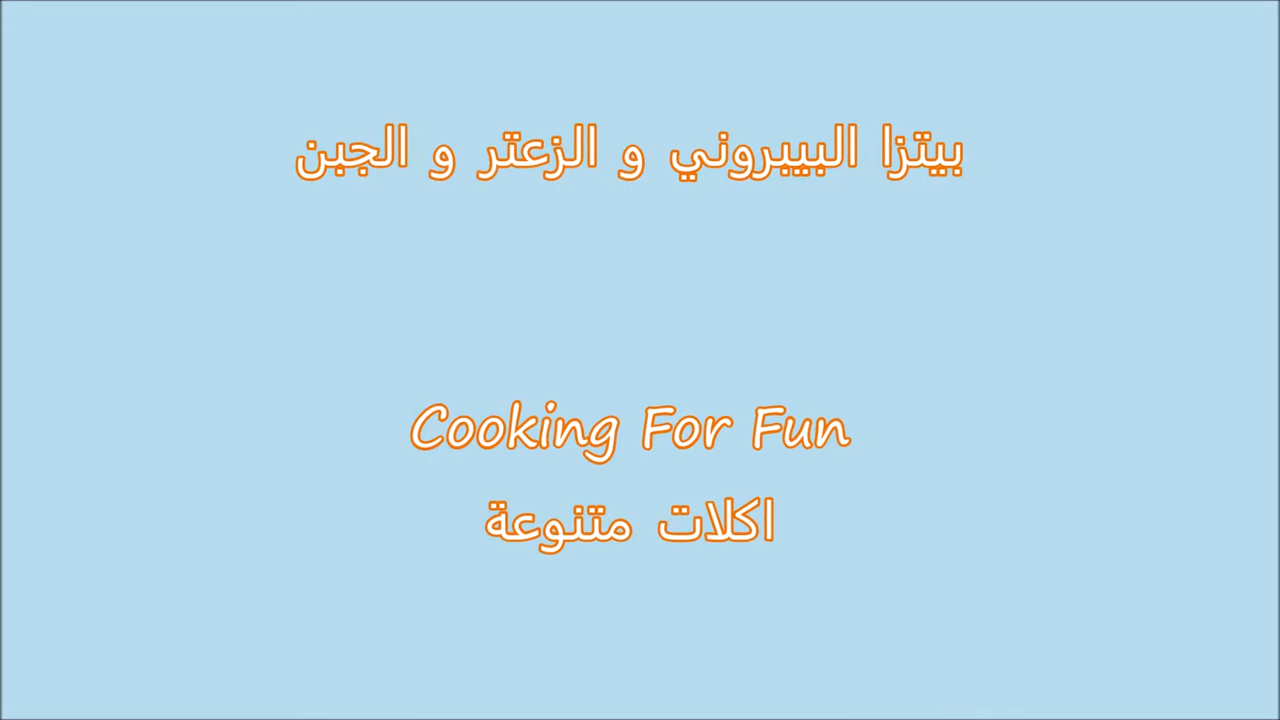 بيتزا البيبروني و الزعتر و الجبن
Cooking For Fun
اكلات متنوعة